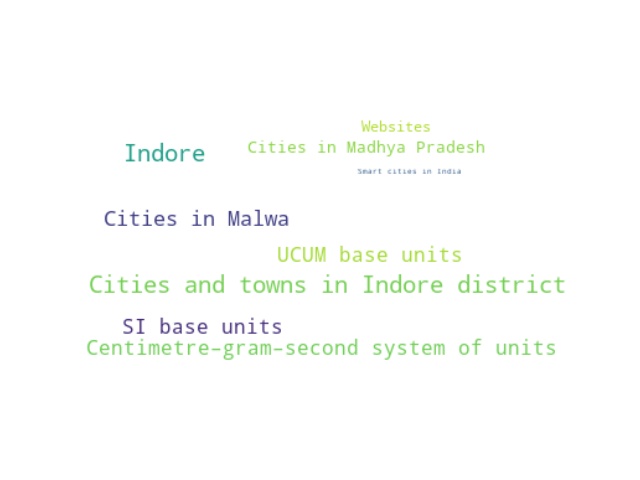 Websites
Indore
Cities in Madhya Pradesh
Smart cities in India
Cities in Malwa
UCUM base units
Cities and towns in Indore district
SI base units
Centimetre–gram–second system of units